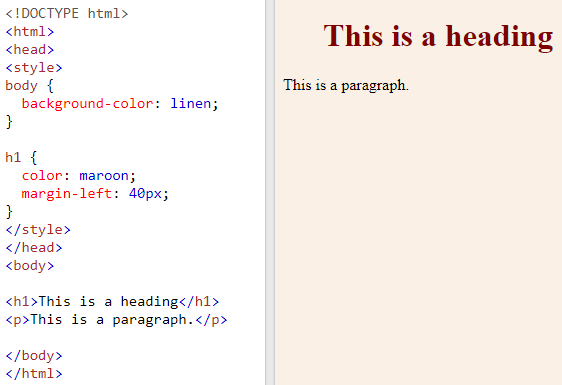 <!DOCTYPE html>
<html>
<head>
<style>
body {
  background-color: linen;
}

h1 {
  color: maroon;
  margin-left: 40px;
}
</style>
</head>
<body>

<h1>This is a heading</h1>
<p>This is a paragraph.</p>

</body>
</html>
This is a heading
This is a paragraph.